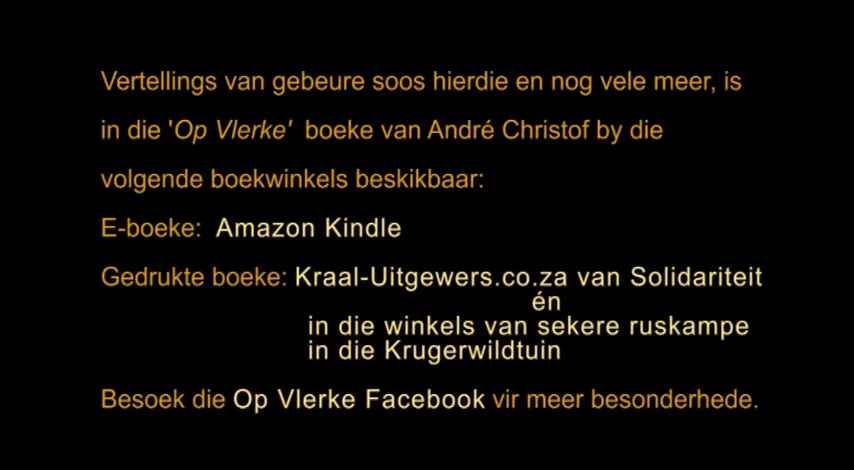 Vertellings van gebeure soos hierdie en nog vele meer, is
in die 'Op Vlerke' boeke van André Christof by die
volgende boekwinkels beskikbaar:
E-boeke: Amazon Kindle
Gedrukte boeke: Kraal-Uitgewers.co.za van Solidariteit
én
in die winkels van sekere ruskampe
in die Krugerwildtuin
Besoek die Op Vlerke Facebook vir meer besonderhede.